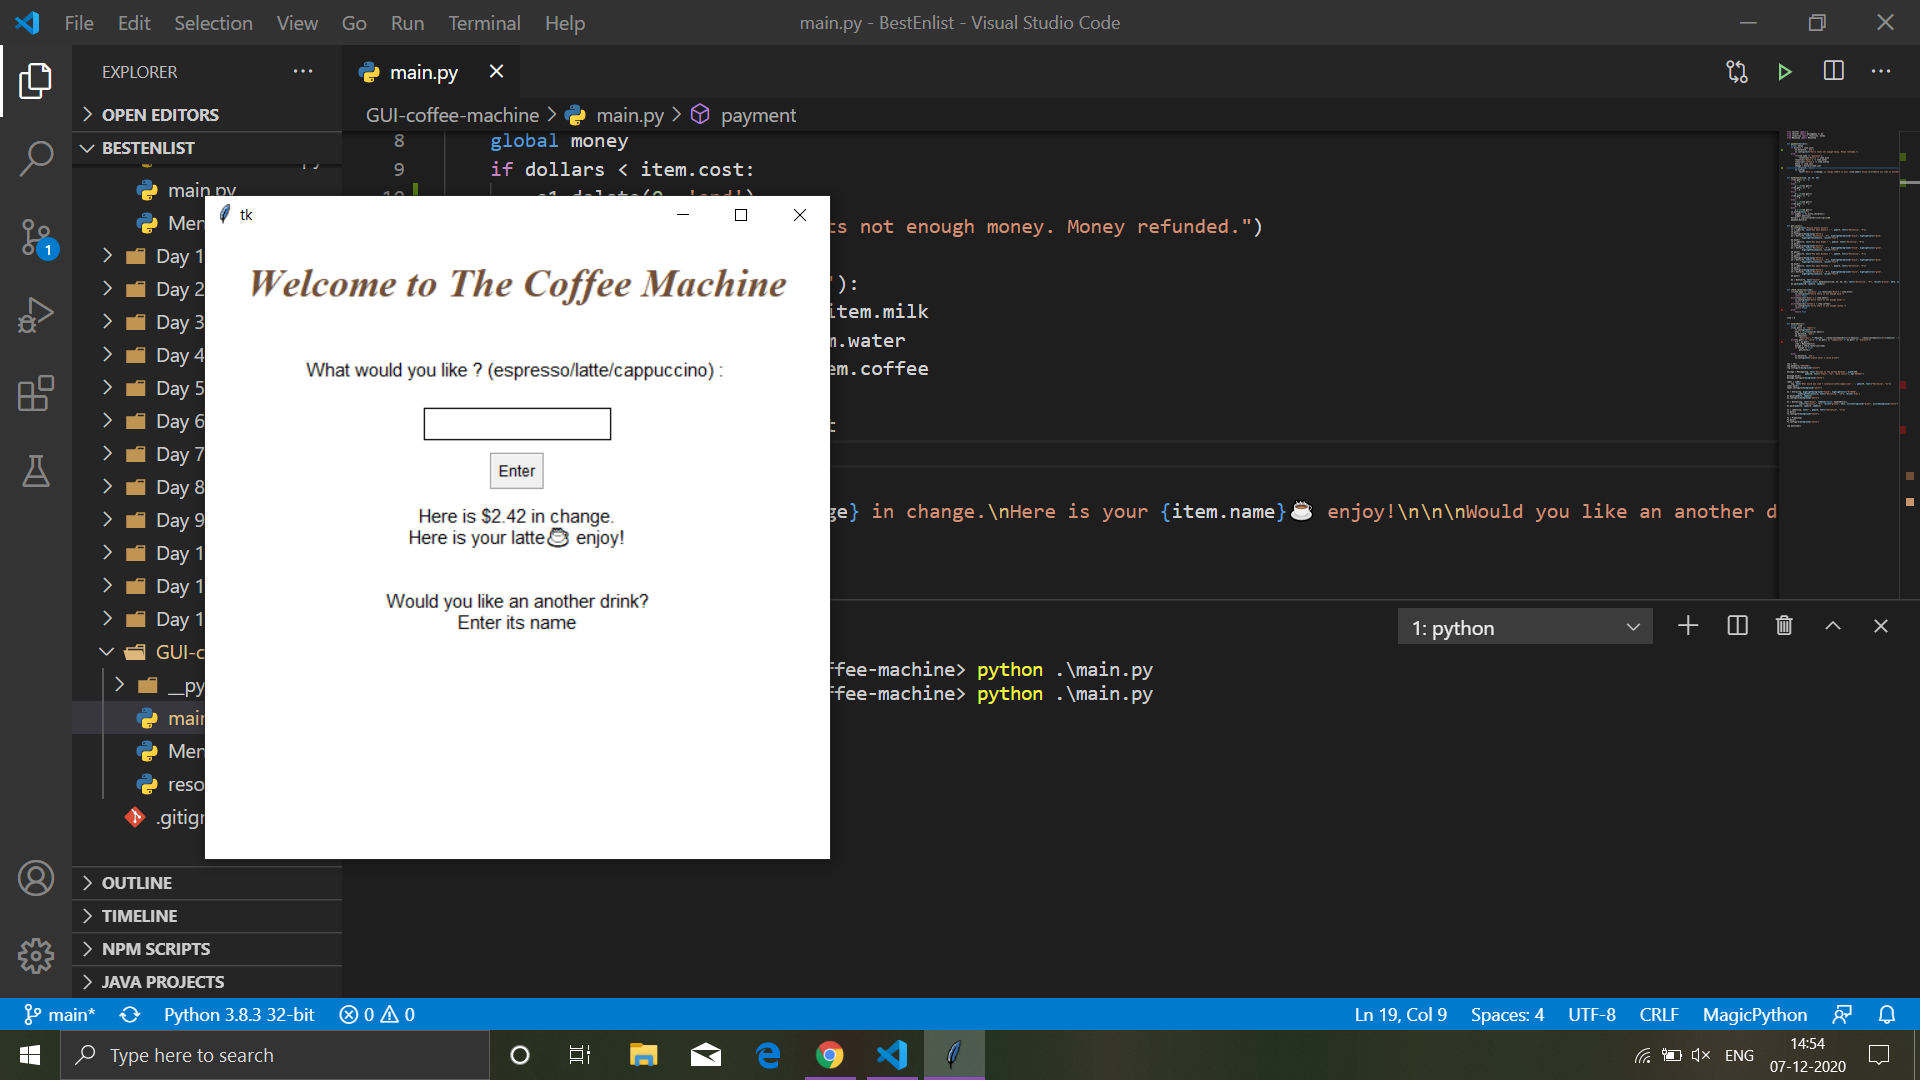 File Edit Selection View Go Run Terminal Help
main.py - BestEnlist - Visual Studio Code
EXPLORER
OPEN EDITORS
BESTENLIST
main.py
Men
Day 1
Day 2
Day 3
Day 4
Day 5
Day 6
Day 7
Day 8
Day 9
Day 1
Day 1
Day 1
GUI-c
__py
main
Men
reso
.gitigr
OUTLINE
TIMELINE
NPM SCRIPTS
JAVA PROJECTS
main.py
GUI-coffee-machine > main.py > payment
8 global money
9 if dollars < item.cost:
ts not enough money. Money refunded.")
"):
item.milk
m.water
em.coffee
t
ge} in change.\nHere is your {item.name}☕ enjoy!\n\n\nWould you like an another d
tk
Welcome to The Coffee Machine
What would you like ? (espresso/latte/cappuccino) :
Enter
Here is $2.42 in change.
Here is your latte☕ enjoy!
Would you like an another drink?
Enter its name
1: python
ffee-machine> python .\main.py
ffee-machine> python .\main.py
1
main* Python 3.8.3 32-bit 0 0
Ln 19, Col 9 Spaces: 4 UTF-8 CRLF MagicPython
Type here to search
ENG
14:54
07-12-2020